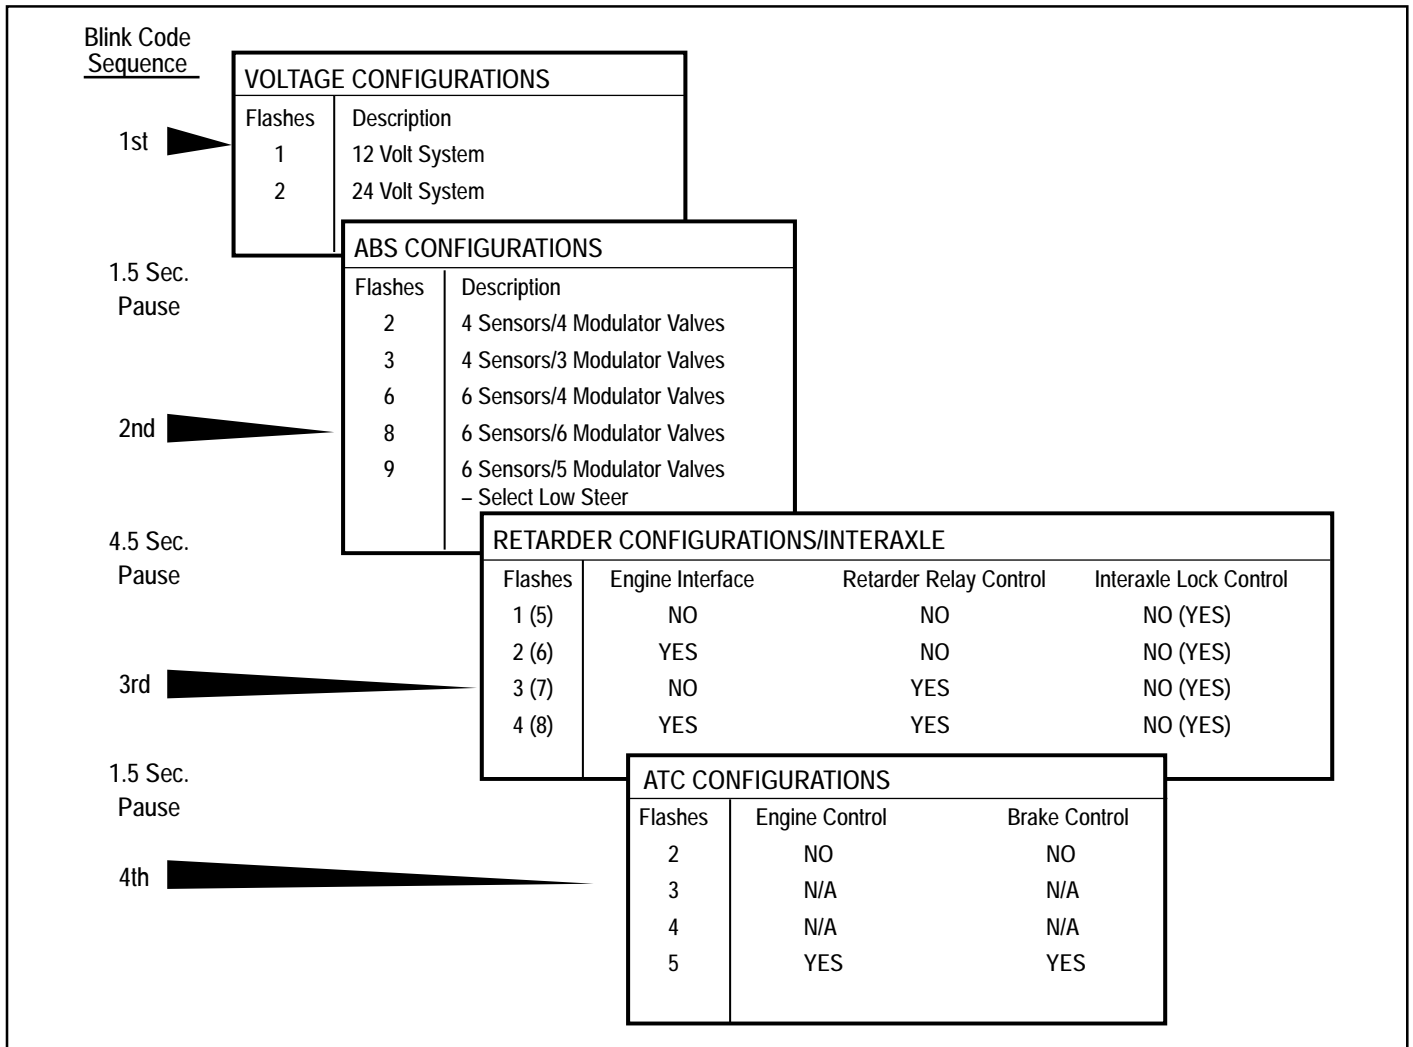 Blink Code
Sequence
VOLTAGE CONFIGURATIONS
Flashes Description
1st
1 12 Volt System
2 24 Volt System
1.5 Sec.
Pause
ABS CONFIGURATIONS
Flashes Description
2 4 Sensors/4 Modulator Valves
3 4 Sensors/3 Modulator Valves
6 6 Sensors/4 Modulator Valves
2nd
8 6 Sensors/6 Modulator Valves
9 6 Sensors/5 Modulator Valves
– Select Low Steer
4.5 Sec.
Pause
RETARDER CONFIGURATIONS/INTERAXLE
Flashes Engine Interface Retarder Relay Control Interaxle Lock Control
1 (5) NO NO NO (YES)
2 (6) YES NO NO (YES)
3rd
3 (7) NO YES NO (YES)
4 (8) YES YES NO (YES)
1.5 Sec.
Pause
ATC CONFIGURATIONS
Flashes Engine Control Brake Control
2 NO NO
4th
3 N/A N/A
4 N/A N/A
5 YES YES